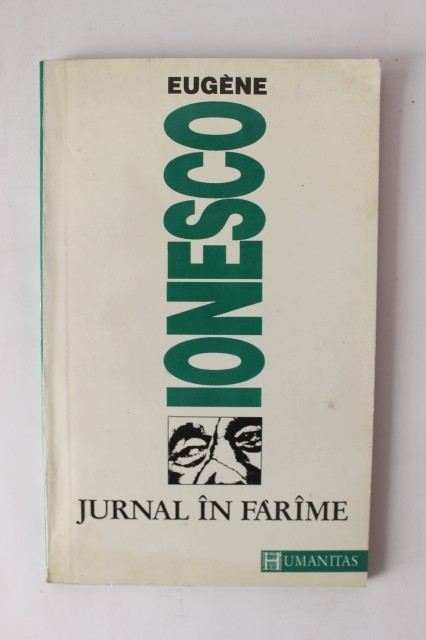 EUGÈNE
IONESCO
JURNAL ÎN FARÎME
HUMANITAS